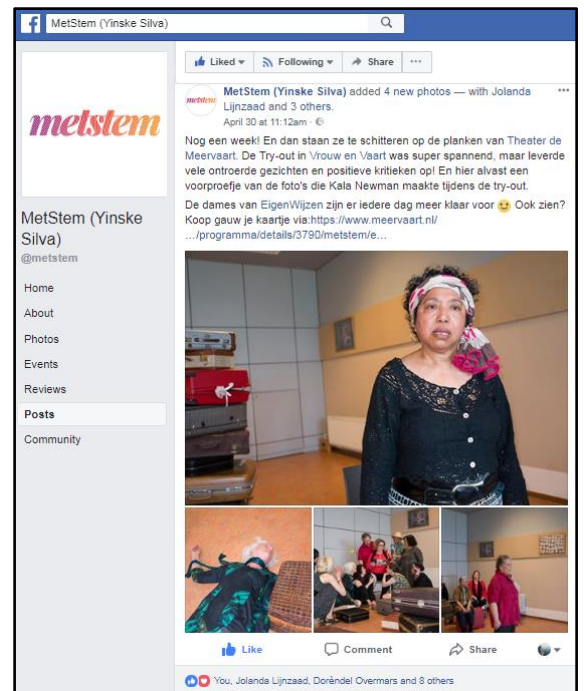 MetStem (Yinske Silva)
Liked
Following
Share
metstem
MetStem (Yinske
Silva)
@metstem
Home
About
Photos
Events
Reviews
Posts
Community
metstem
MetStem (Yinske Silva) added 4 new photos — with Jolanda
Lijnzaad and 3 others.
April 30 at 11:12am ·
Nog een week! En dan staan ze te schitteren op de planken van Theater de
Meervaart. De Try-out in Vrouw en Vaart was super spannend, maar leverde
vele ontroerde gezichten en positieve kritieken op! En hier alvast een
voorproefje van de foto's die Kala Newman maakte tijdens de try-out.
De dames van EigenWijzen zijn er iedere dag meer klaar voor 😉 Ook zien?
Koop gauw je kaartje via:https://www.meervaart.nl/
…/programma/details/3790/metstem/e...
Like
Comment
Share
You, Jolanda Lijnzaad, Dorèndel Overmars and 8 others